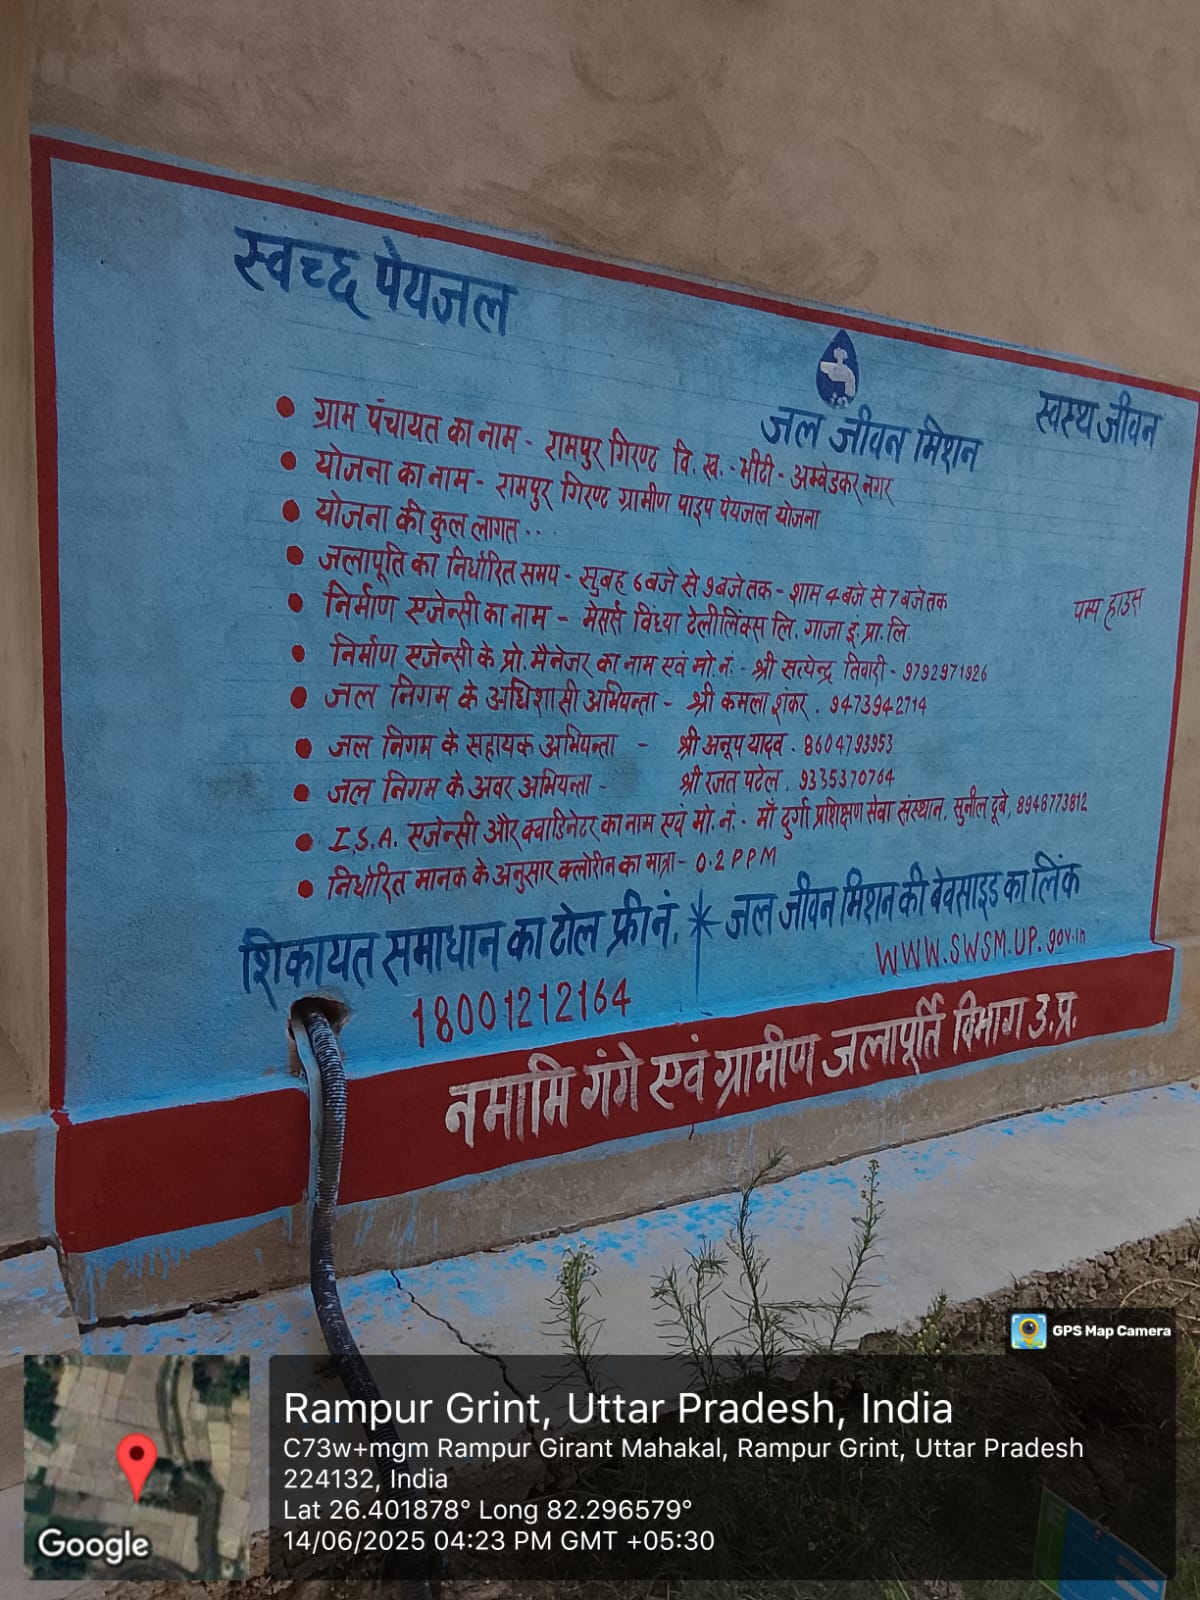 स्वच्छ पेयजल
जल जीवन मिशन
स्वस्थ जीवन
• ग्राम पंचायत का नाम - रामपुर गिरण्ट वि. ख. - भीटी - अम्बेडकर नगर
• योजना का नाम - रामपुर गिरण्ट ग्रामीण पाइप पेयजल योजना
• योजना की कुल लागत ..
• जलापूति का निर्धारित समय - सुबह 6 बजे से 9 बजे तक - शाम 4 बजे से 7 बजे तक
पम्प हाउस
• निर्माण एजेन्सी का नाम - मेसर्स विंध्या टेलीलिंक्स लि. गाजा इं. प्रा. लि.
• निर्माण एजेन्सी के प्रो. मैनेजर का नाम एवं मो. नं. - श्री सत्येन्द्र तिवारी - 9792971926
• जल निगम के अधिशासी अभियन्ता - श्री कमला शंकर . 9473942714
• जल निगम के सहायक अभियन्ता - श्री अनूप यादव . 8604793953
• जल निगम के अवर अभियन्ता - श्री रजत पटेल . 9335370764
• I.S.A. एजेन्सी और क्वाडिनेटर का नाम एवं मो. नं. - माँ दुर्गा प्रशिक्षण सेवा संस्थान, सुनील दूबे, 8948773812
• निर्धारित मानक के अनुसार क्लोरीन का मात्रा - 0.2 PPM
शिकायत समाधान का टोल फ्री नं. * जल जीवन मिशन की वेवसाइड का लिंक
18001212164
WWW.SWSM.UP.gov.in
नमामि गंगे एवं ग्रामीण जलापूर्ति विभाग उ.प्र.
GPS Map Camera
Rampur Grint, Uttar Pradesh, India
C73w+mgm Rampur Girant Mahakal, Rampur Grint, Uttar Pradesh
224132, India
Lat 26.401878° Long 82.296579°
14/06/2025 04:23 PM GMT +05:30
Google